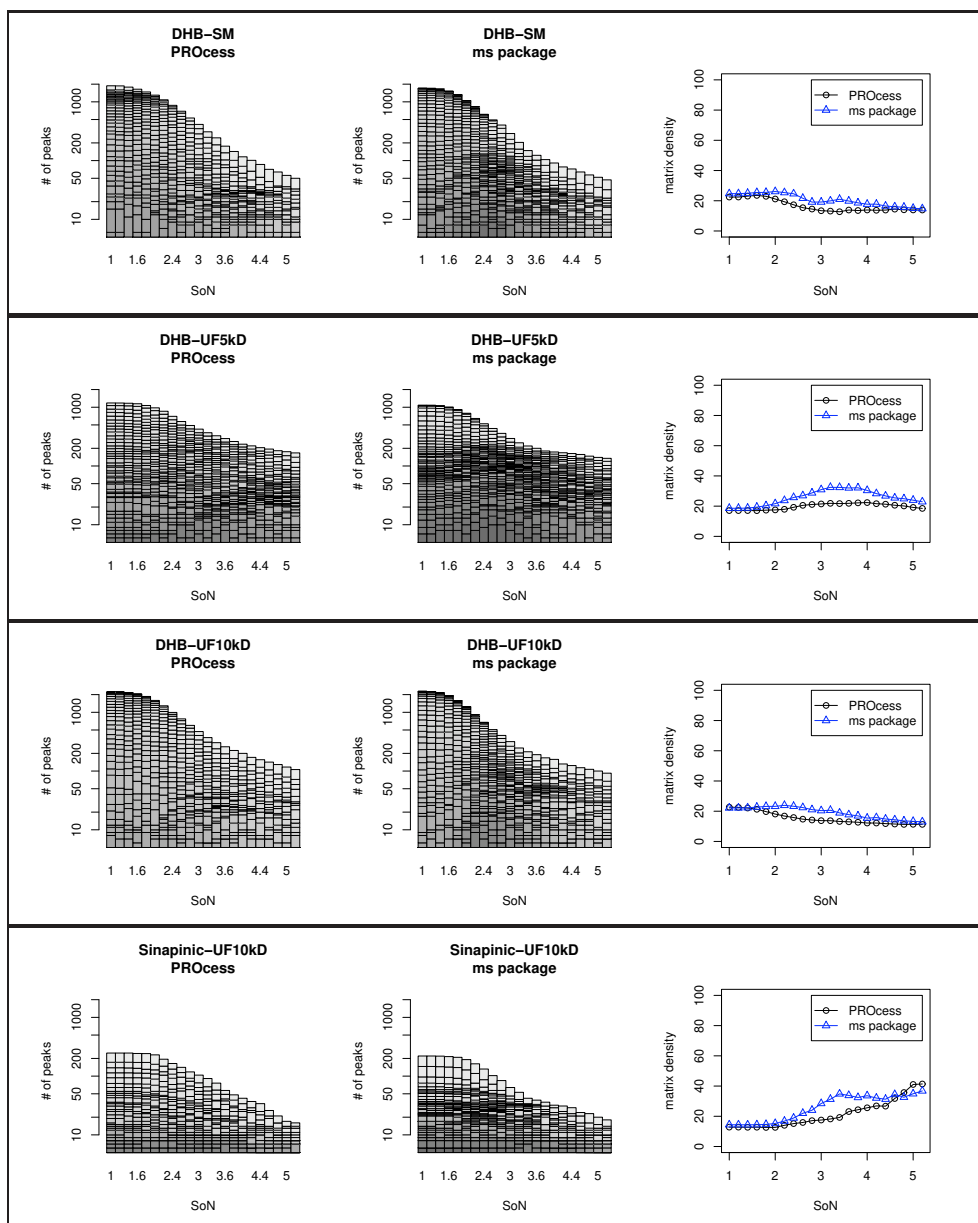 DHB−SM
PROcess
# of peaks
1000
200
50
10
1 1.6 2.4 3 3.6 4.4 5
SoN
DHB−SM
ms package
# of peaks
1000
200
50
10
1 1.6 2.4 3 3.6 4.4 5
SoN
matrix density
100
80
60
40
20
0
PROcess
ms package
1 2 3 4 5
SoN
DHB−UF5kD
PROcess
# of peaks
1000
200
50
10
1 1.6 2.4 3 3.6 4.4 5
SoN
DHB−UF5kD
ms package
# of peaks
1000
200
50
10
1 1.6 2.4 3 3.6 4.4 5
SoN
matrix density
100
80
60
40
20
0
PROcess
ms package
1 2 3 4 5
SoN
DHB−UF10kD
PROcess
# of peaks
1000
200
50
10
1 1.6 2.4 3 3.6 4.4 5
SoN
DHB−UF10kD
ms package
# of peaks
1000
200
50
10
1 1.6 2.4 3 3.6 4.4 5
SoN
matrix density
100
80
60
40
20
0
PROcess
ms package
1 2 3 4 5
SoN
Sinapinic−UF10kD
PROcess
# of peaks
1000
200
50
10
1 1.6 2.4 3 3.6 4.4 5
SoN
Sinapinic−UF10kD
ms package
# of peaks
1000
200
50
10
1 1.6 2.4 3 3.6 4.4 5
SoN
matrix density
100
80
60
40
20
0
PROcess
ms package
1 2 3 4 5
SoN